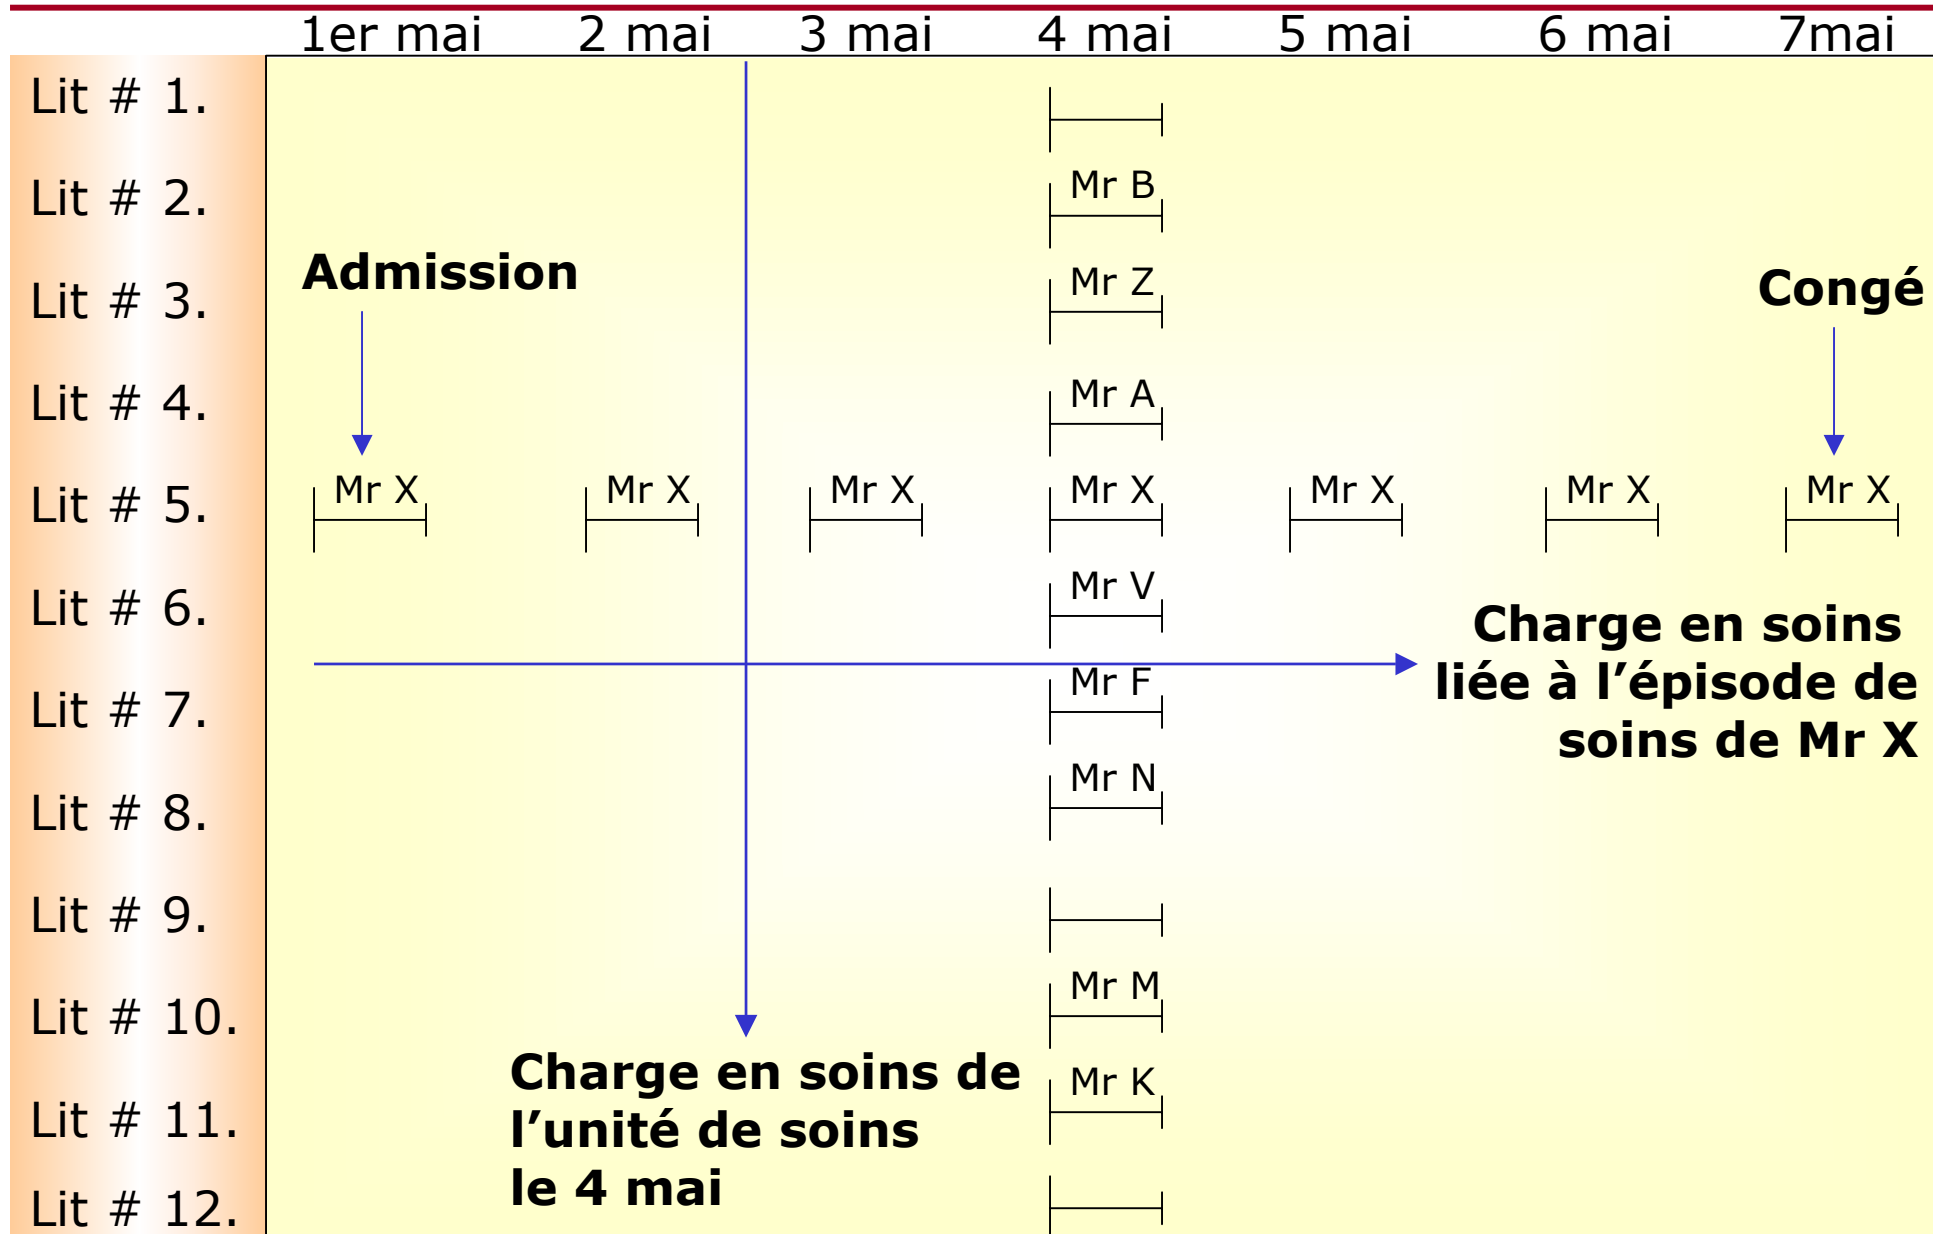 1er mai 2 mai 3 mai 4 mai 5 mai 6 mai 7mai
Lit # 1.
Lit # 2.
Mr B
Lit # 3.
Admission
Mr Z
Congé
Lit # 4.
Mr A
Lit # 5.
Mr X Mr X Mr X Mr X Mr X Mr X Mr X
Lit # 6.
Mr V
Charge en soins
liée à l’épisode de
soins de Mr X
Lit # 7.
Mr F
Lit # 8.
Mr N
Lit # 9.
Lit # 10.
Mr M
Lit # 11.
Mr K
Charge en soins de
l’unité de soins
le 4 mai
Lit # 12.